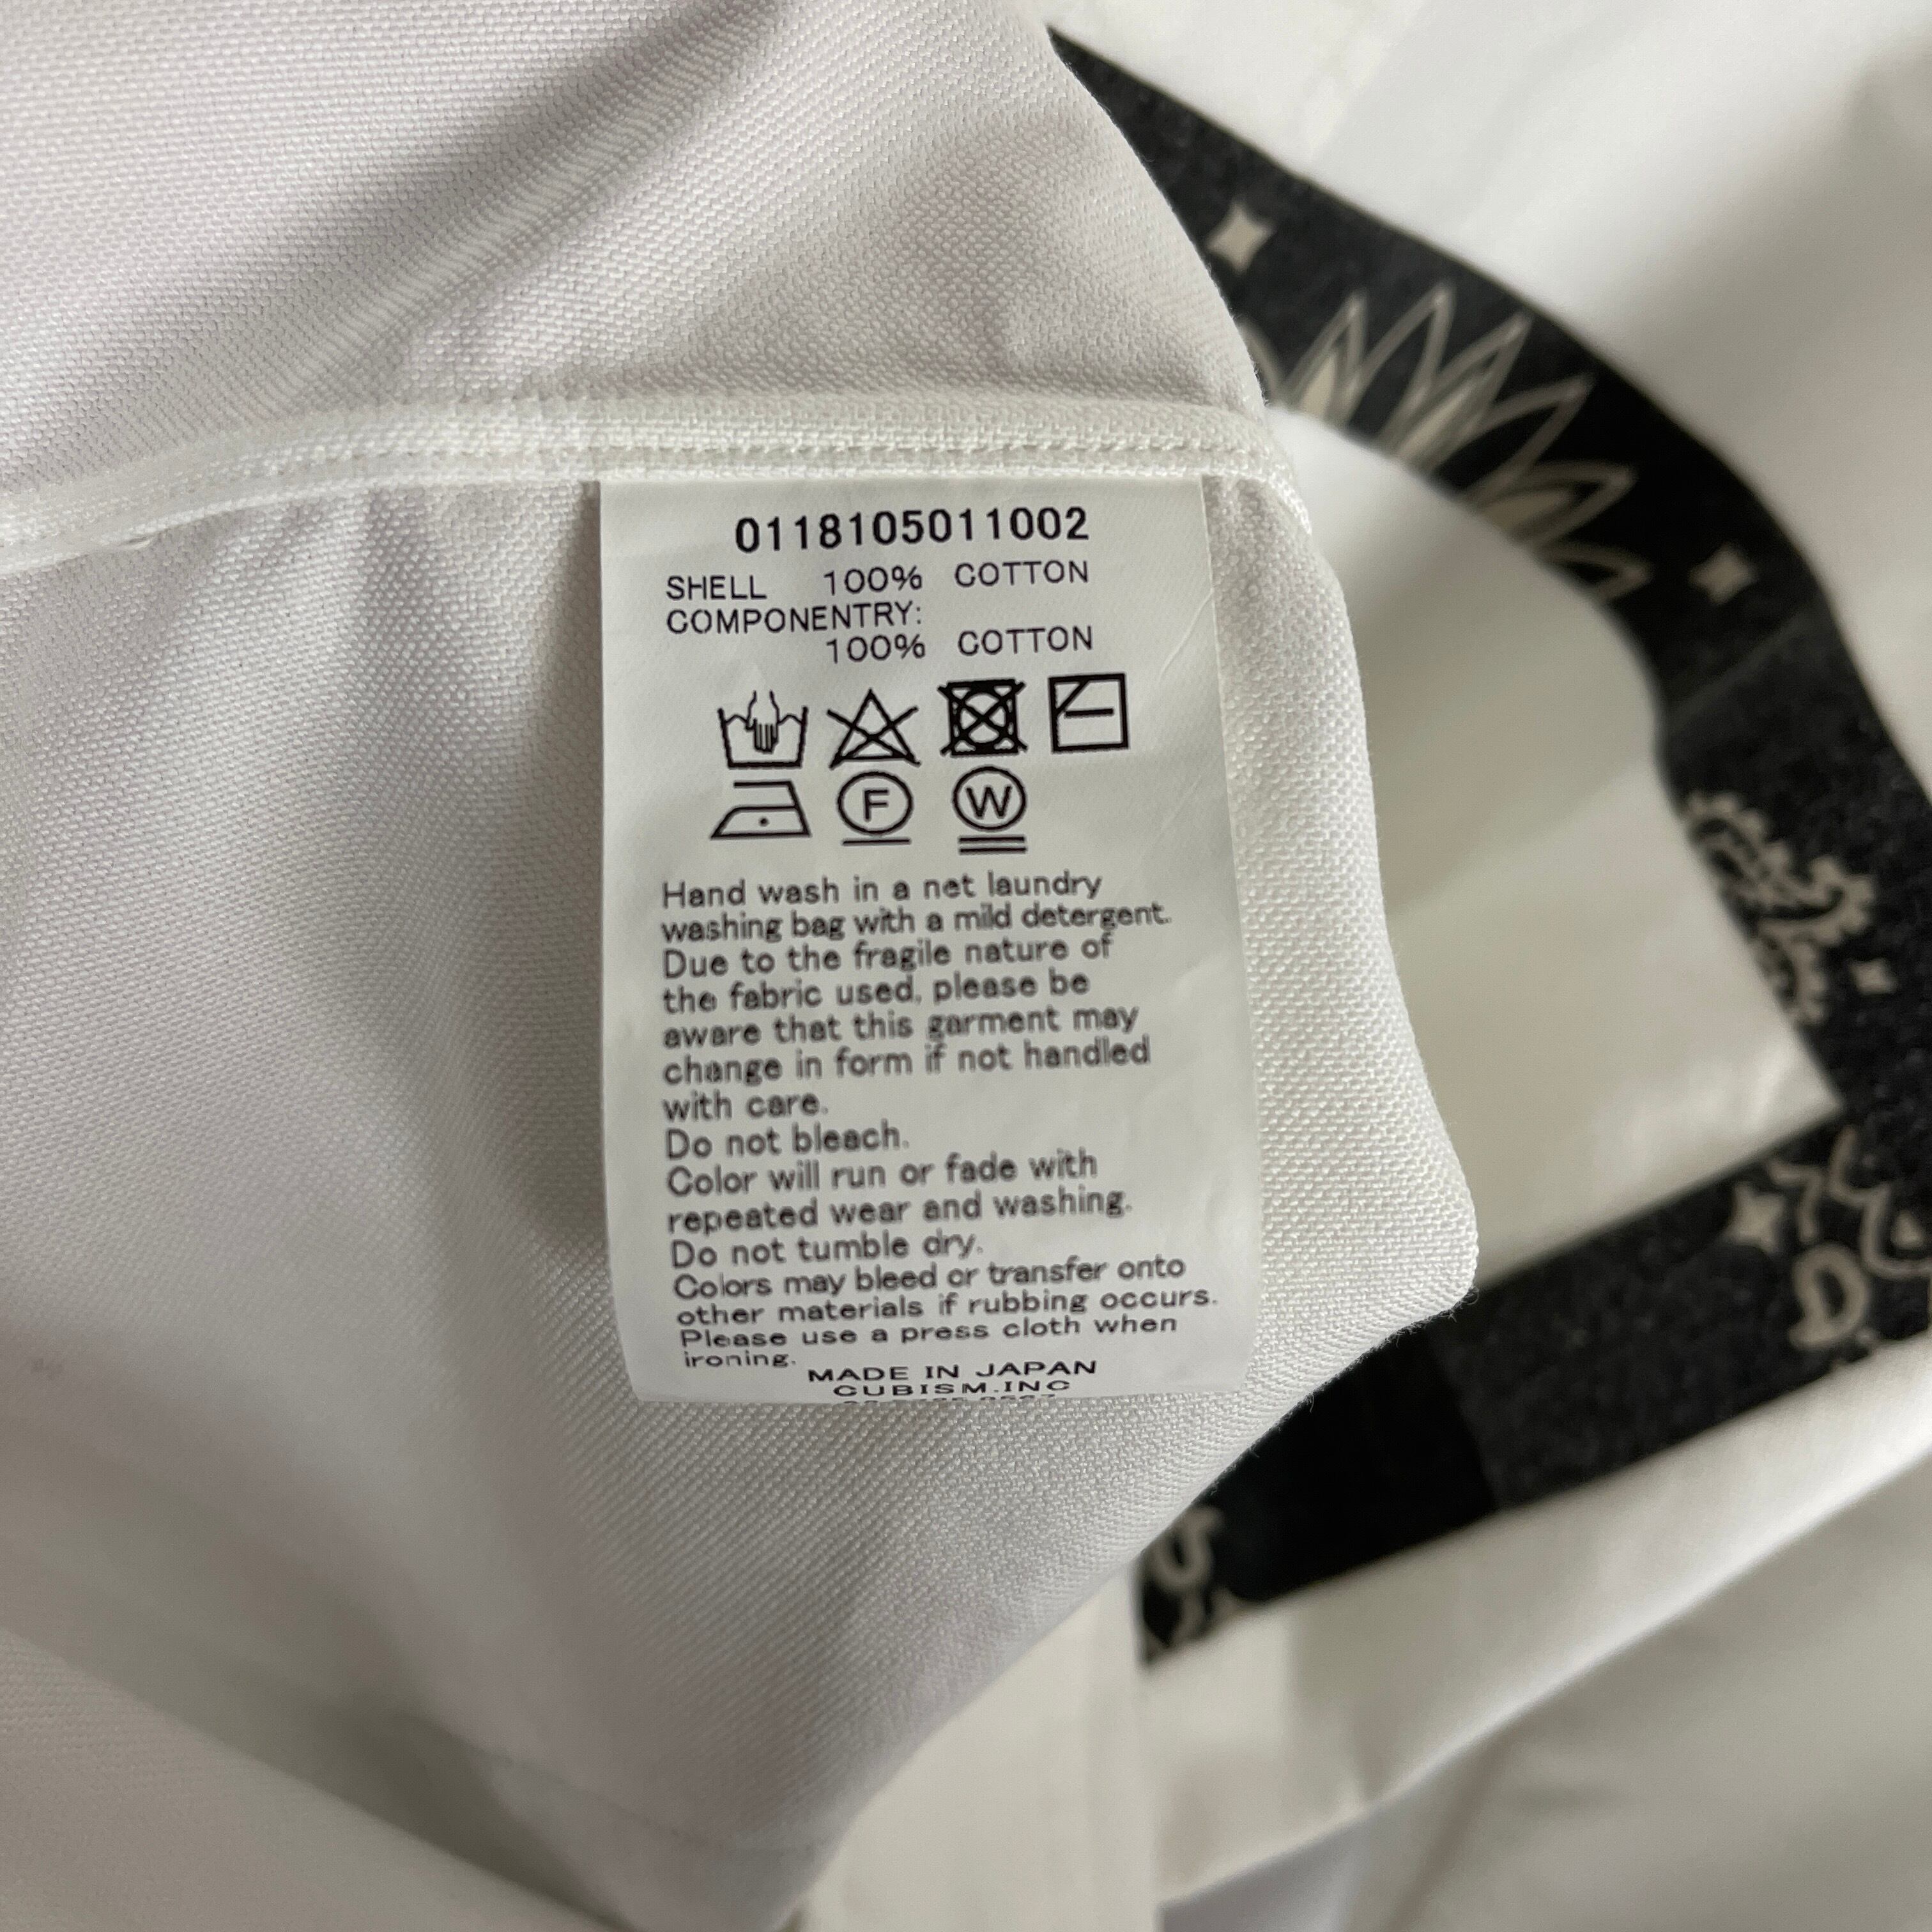 0118105011002
SHELL 100% COTTON
COMPONENTRY:
100% COTTON
F W
Hand wash in a net laundry
washing bag with a mild detergent.
Due to the fragile nature of
the fabric used, please be
aware that this garment may
change in form if not handled
with care.
Do not bleach.
Color will run or fade with
repeated wear and washing.
Do not tumble dry.
Colors may bleed or transfer onto
other materials if rubbing occurs.
Please use a press cloth when
ironing.
MADE IN JAPAN
CUBISM.INC